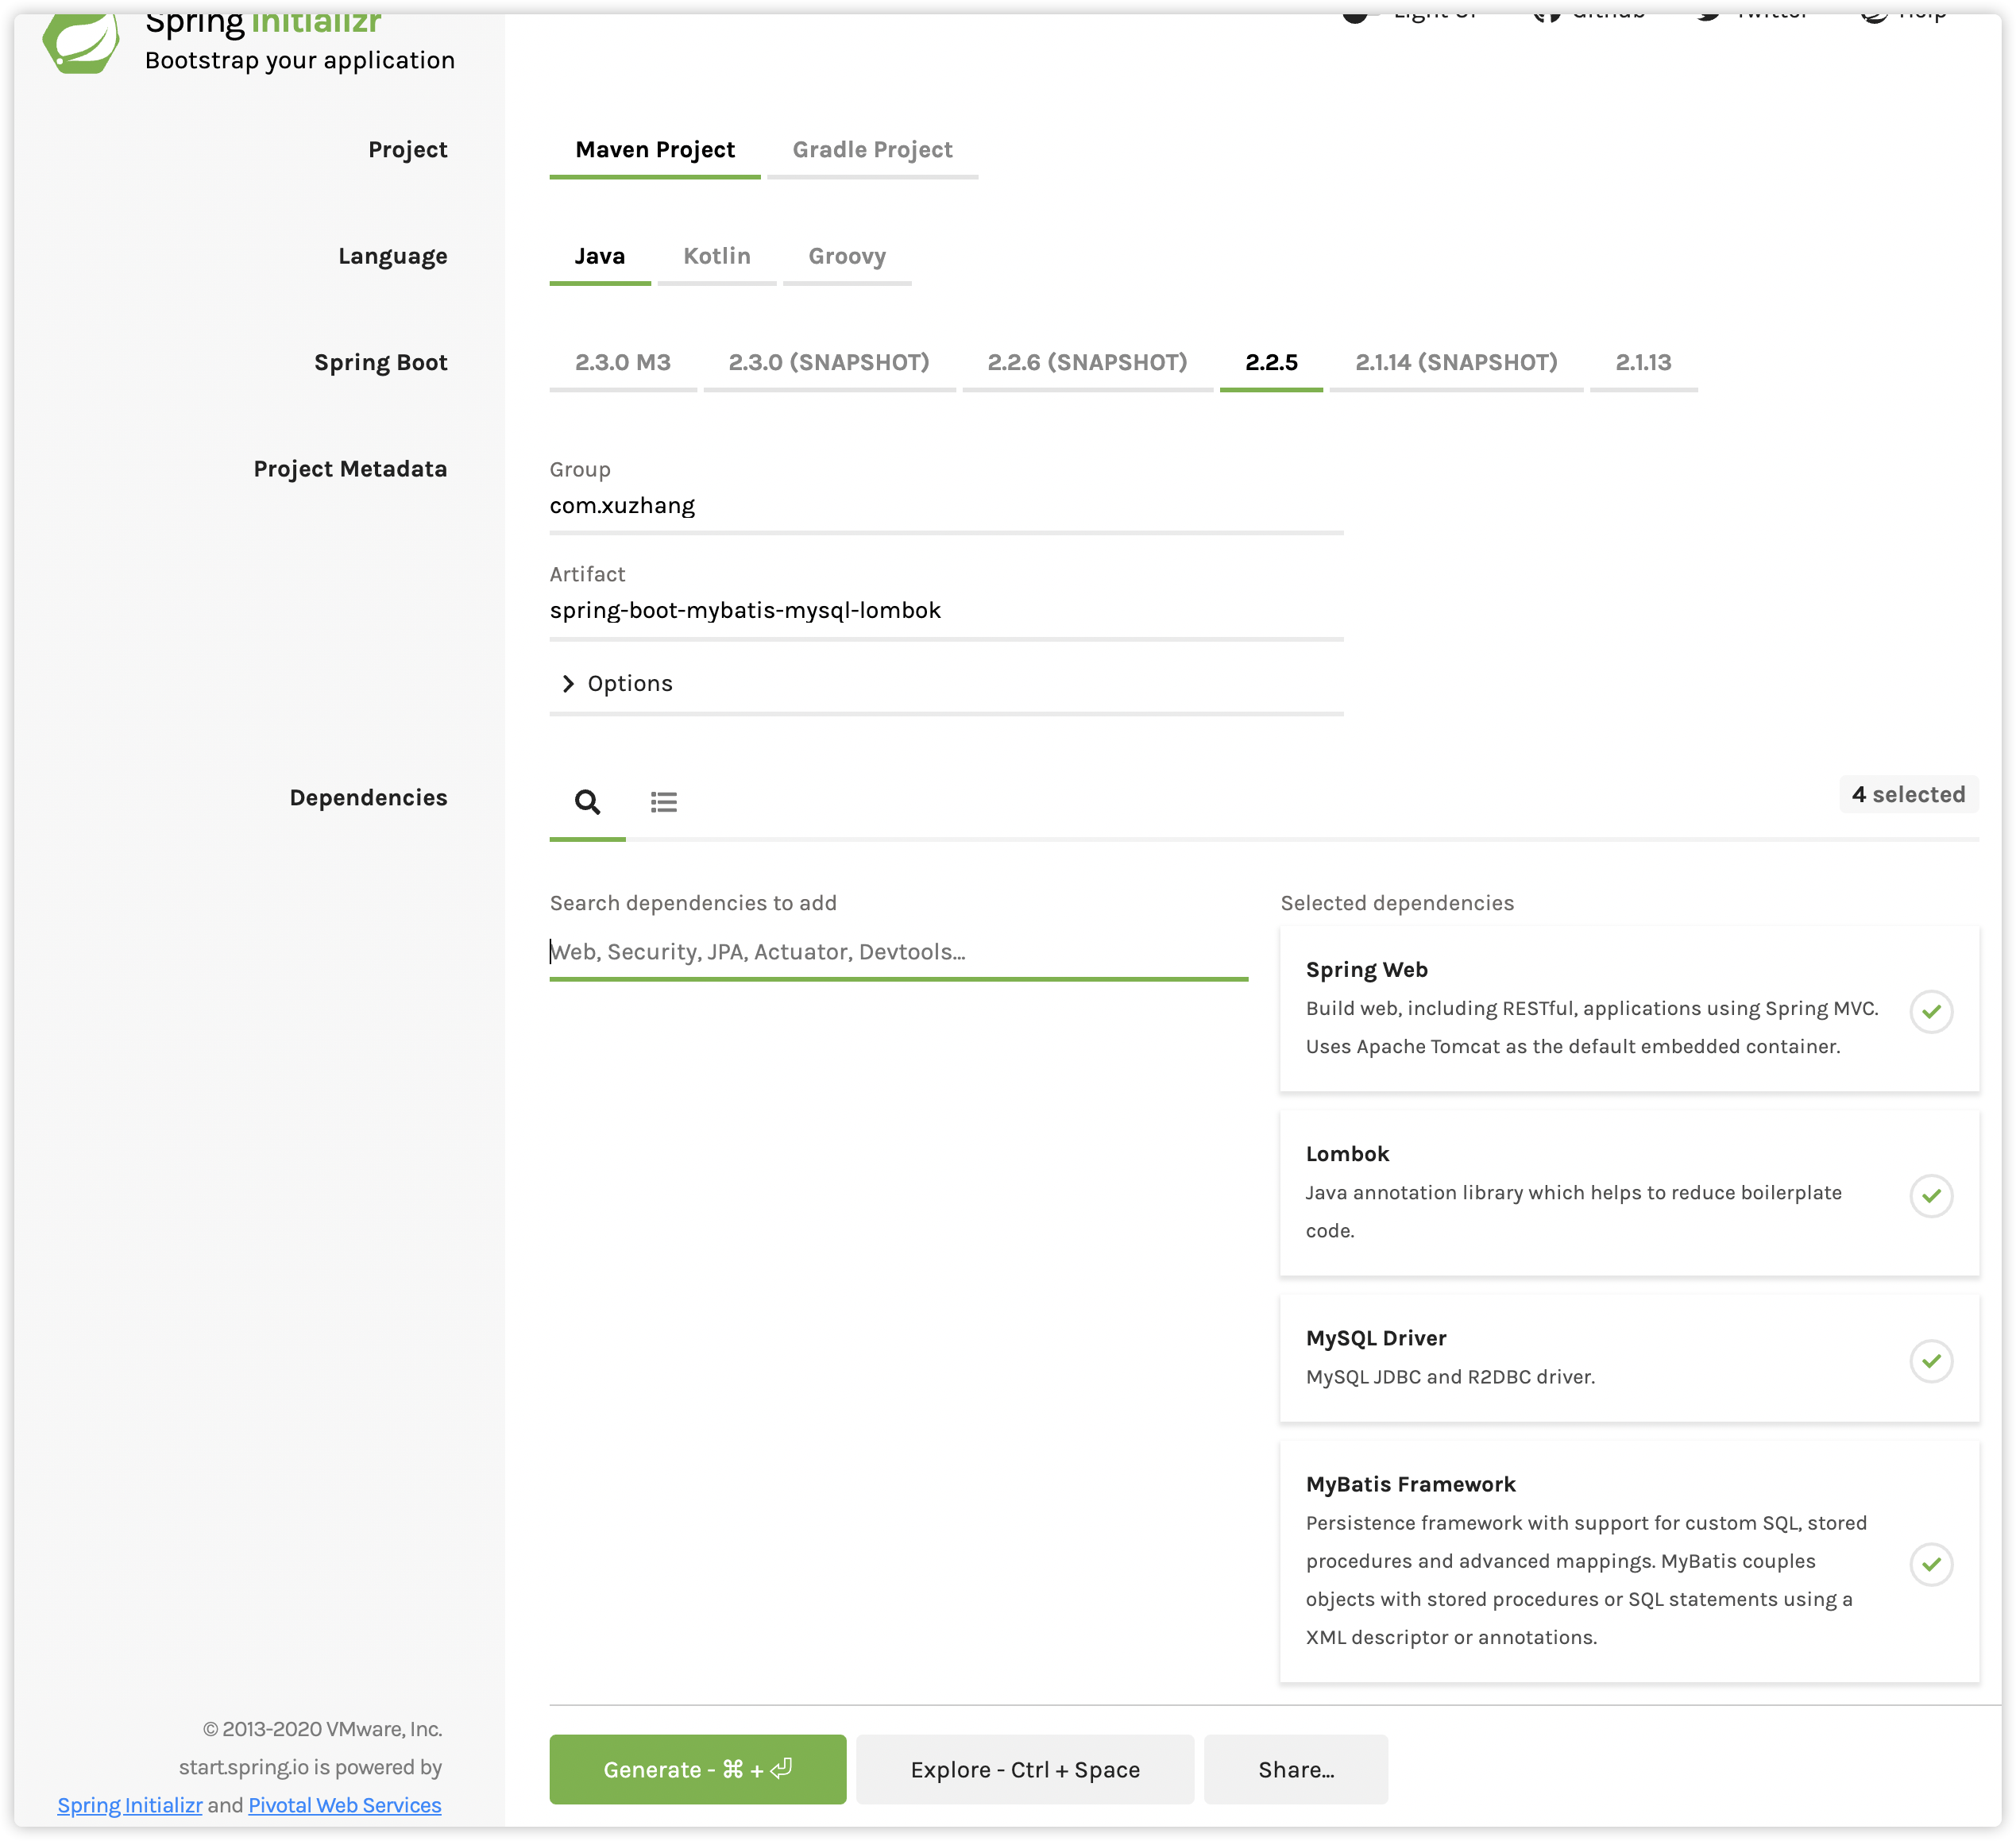 Spring initializr
Bootstrap your application
Light UI
Github
Twitter
Help
Project
Maven Project
Gradle Project
Language
Java
Kotlin
Groovy
Spring Boot
2.3.0 M3
2.3.0 (SNAPSHOT)
2.2.6 (SNAPSHOT)
2.2.5
2.1.14 (SNAPSHOT)
2.1.13
Project Metadata
Group
com.xuzhang
Artifact
spring-boot-mybatis-mysql-lombok
Options
Dependencies
4 selected
Search dependencies to add
Web, Security, JPA, Actuator, Devtools...
Selected dependencies
Spring Web
Build web, including RESTful, applications using Spring MVC.
Uses Apache Tomcat as the default embedded container.
Lombok
Java annotation library which helps to reduce boilerplate
code.
MySQL Driver
MySQL JDBC and R2DBC driver.
MyBatis Framework
Persistence framework with support for custom SQL, stored
procedures and advanced mappings. MyBatis couples
objects with stored procedures or SQL statements using a
XML descriptor or annotations.
© 2013-2020 VMware, Inc.
start.spring.io is powered by
Spring Initializr and Pivotal Web Services
Generate - ⌘ + ⏎
Explore - Ctrl + Space
Share...